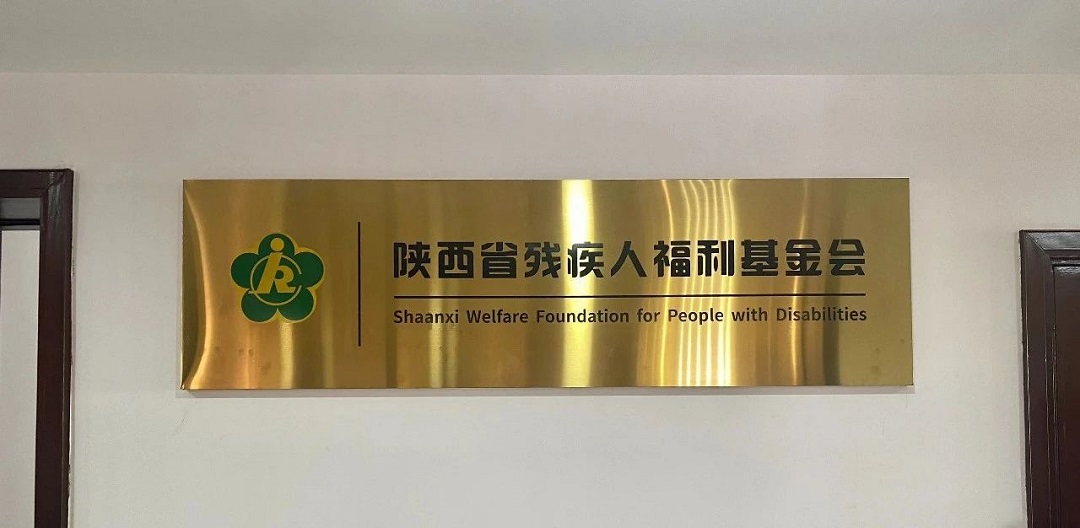 陕西省残疾人福利基金会
Shaanxi Welfare Foundation for People with Disabilities